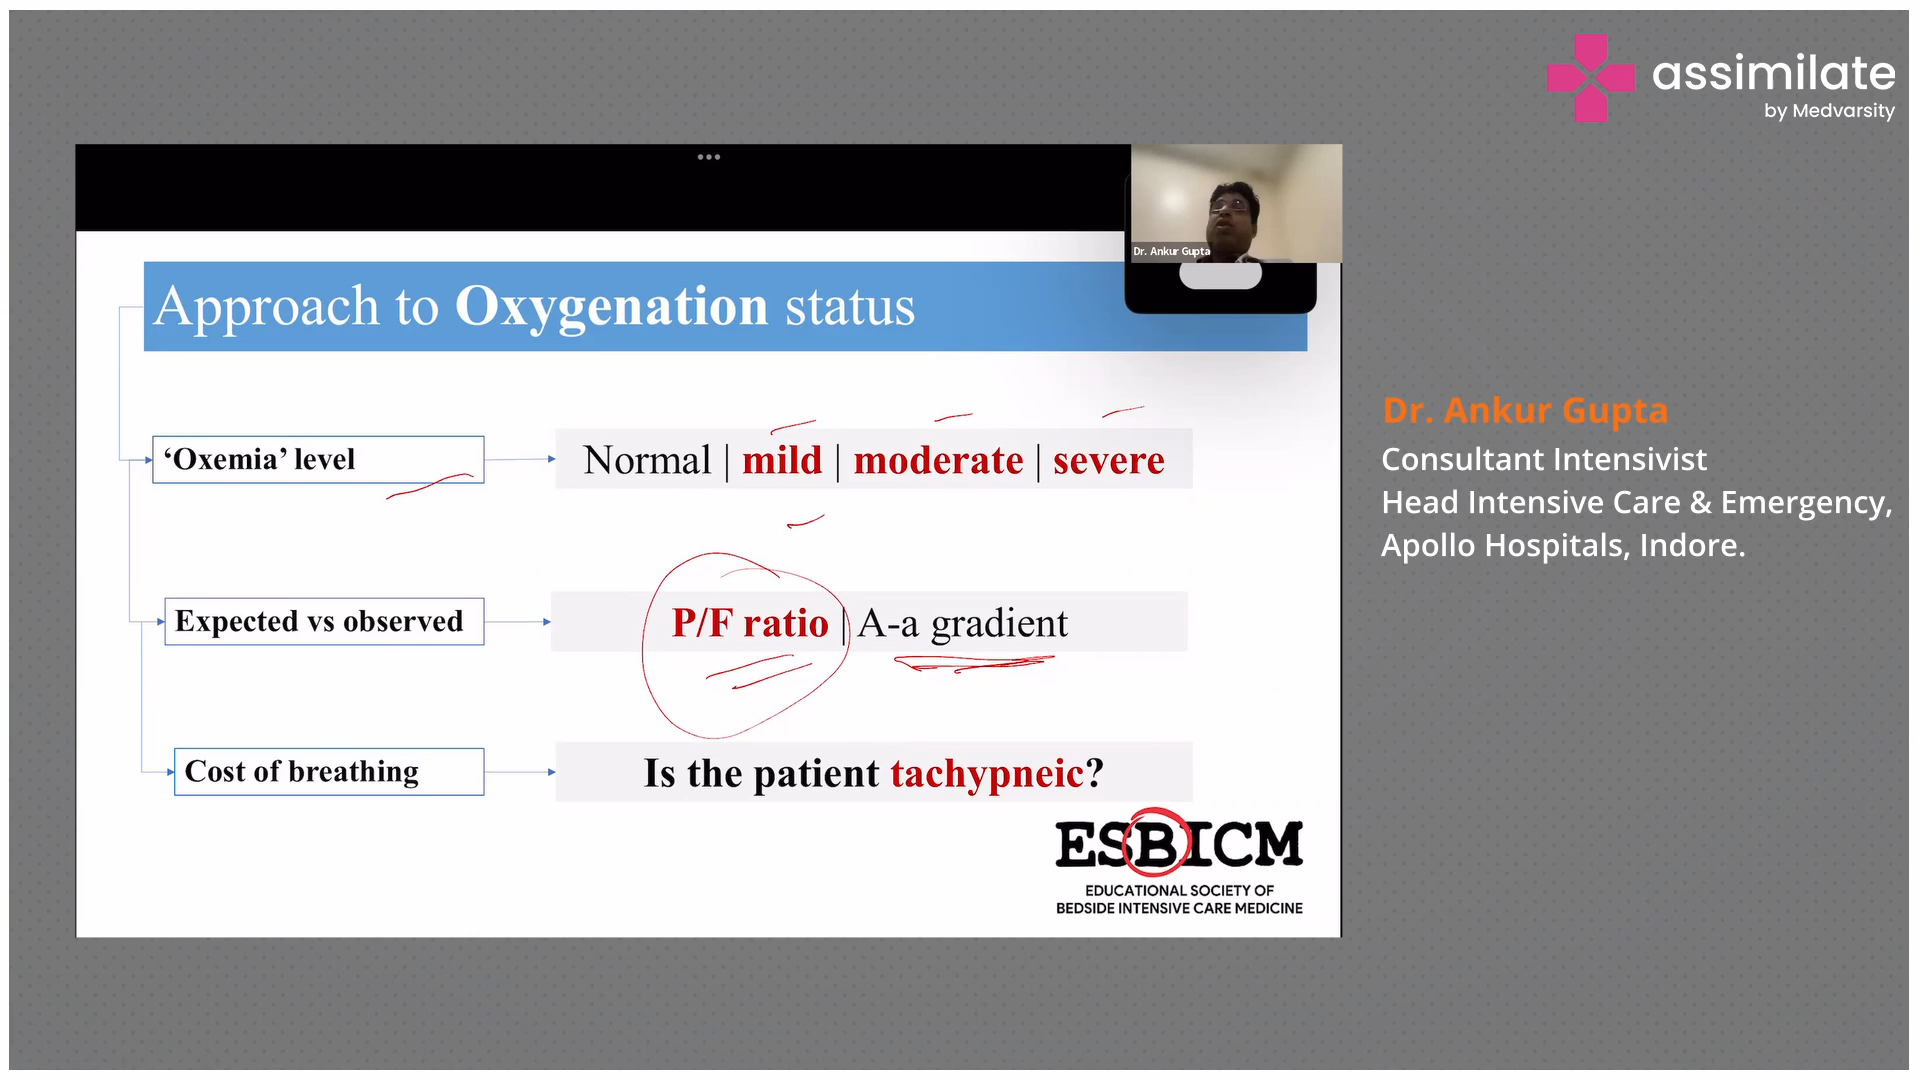 assimilate
by Medvarsity
Dr. Ankur Gupta
Approach to Oxygenation status
‘Oxemia’ level
Normal | mild | moderate | severe
Expected vs observed
P/F ratio | A-a gradient
Cost of breathing
Is the patient tachypneic?
ESBICM
EDUCATIONAL SOCIETY OF
BEDSIDE INTENSIVE CARE MEDICINE
Dr. Ankur Gupta
Consultant Intensivist
Head Intensive Care & Emergency,
Apollo Hospitals, Indore.